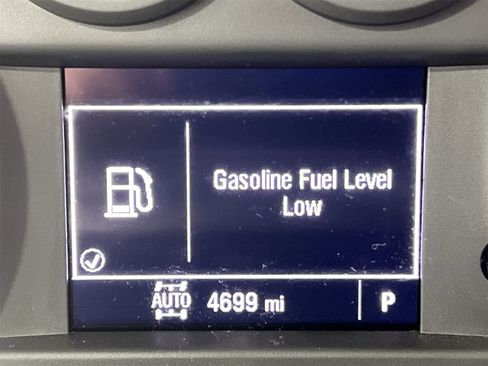 Gasoline Fuel Level
Low
AUTO 4699 mi P